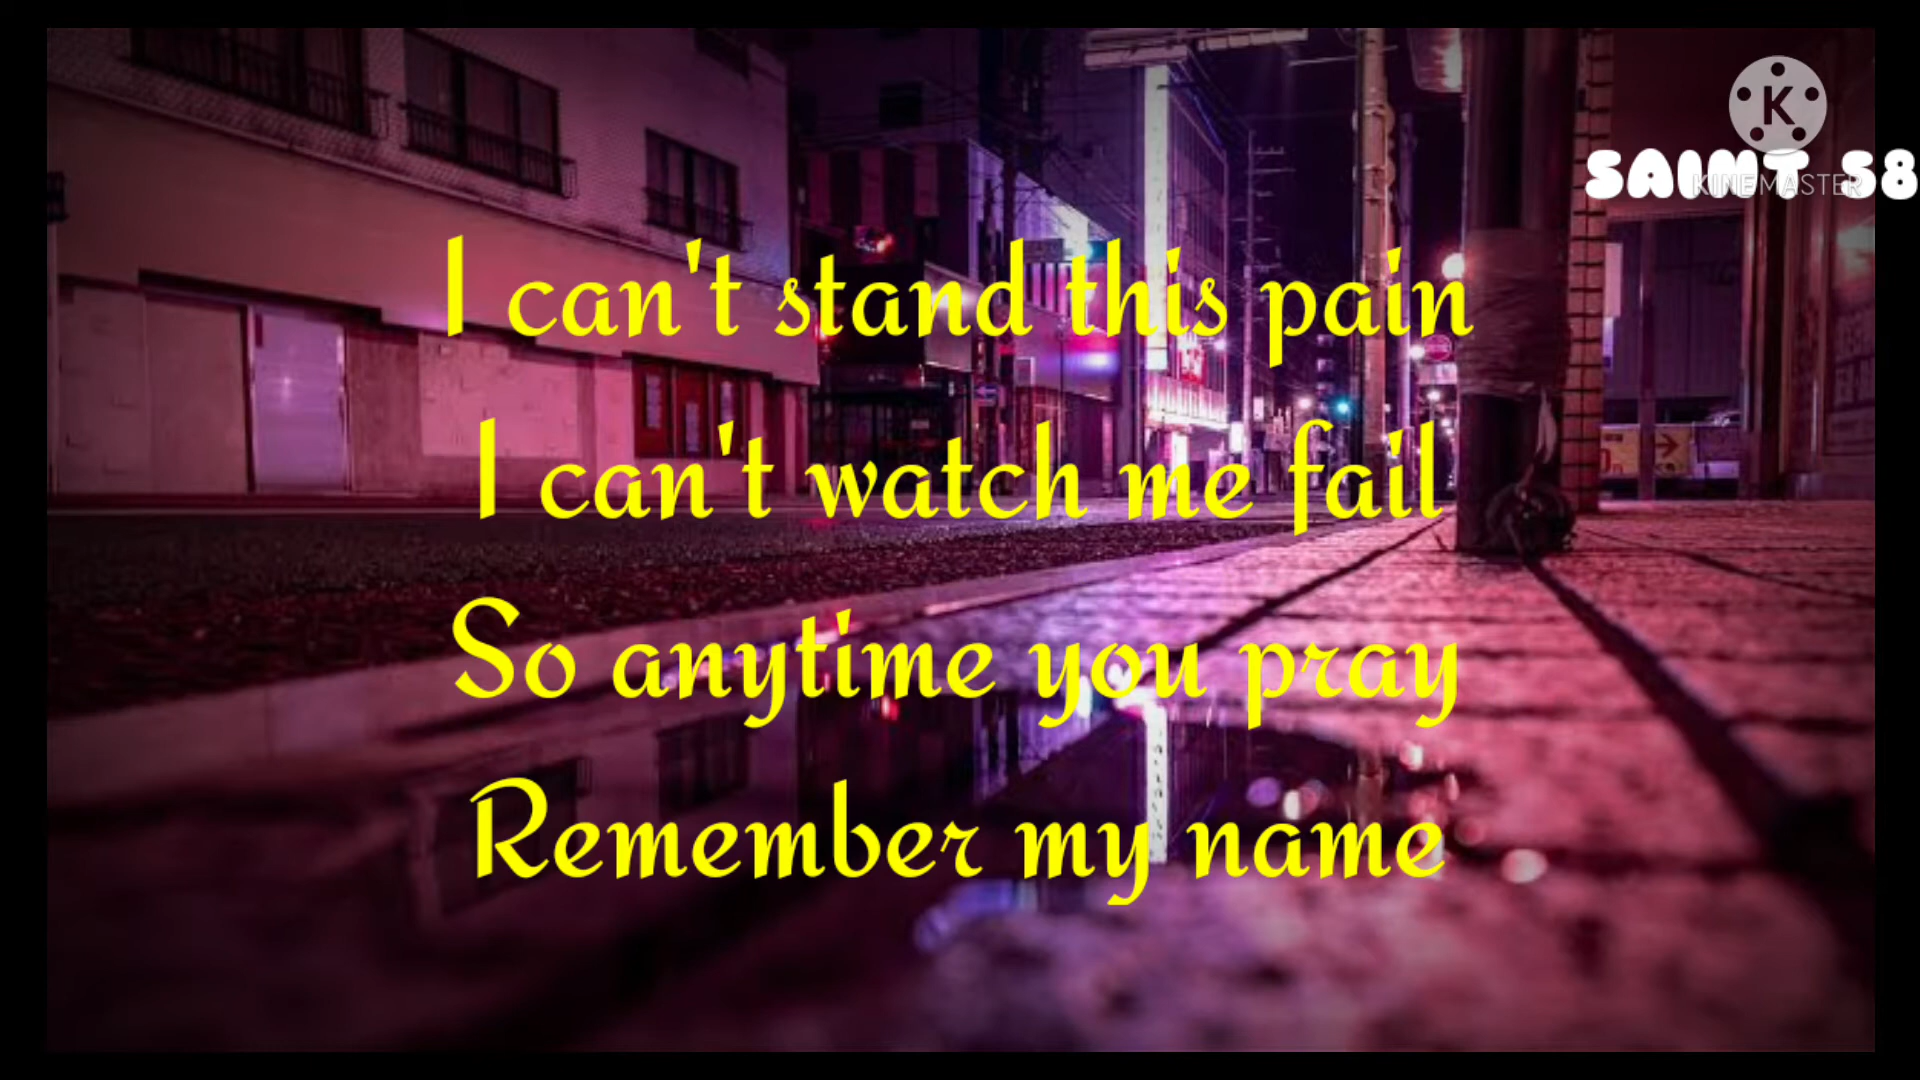 K
SAINT 58
KINEMASTER
I can't stand this pain
I can't watch me fail
So anytime you pray
Remember my name